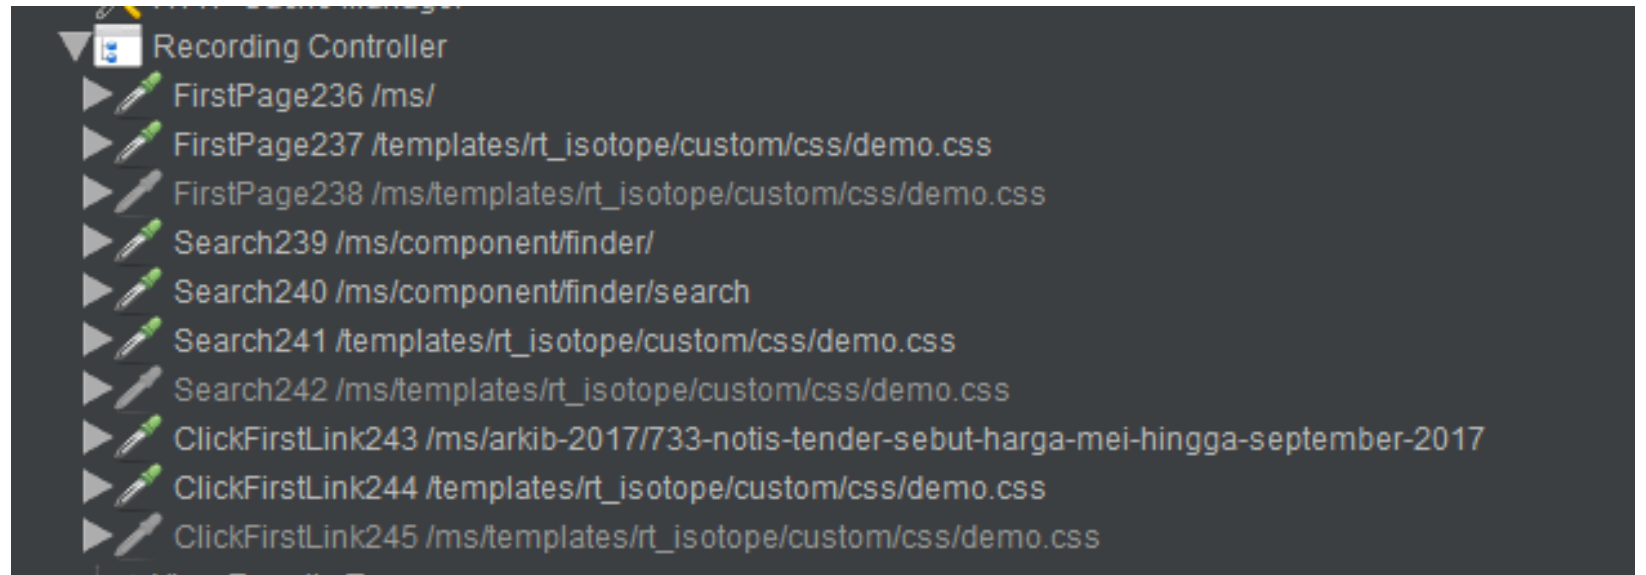 Recording Controller
FirstPage236 /ms/
FirstPage237 /templates/rt_isotope/custom/css/demo.css
FirstPage238 /ms/templates/rt_isotope/custom/css/demo.css
Search239 /ms/component/finder/
Search240 /ms/component/finder/search
Search241 /templates/rt_isotope/custom/css/demo.css
Search242 /ms/templates/rt_isotope/custom/css/demo.css
ClickFirstLink243 /ms/arkib-2017/733-notis-tender-sebut-harga-mei-hingga-september-2017
ClickFirstLink244 /templates/rt_isotope/custom/css/demo.css
ClickFirstLink245 /ms/templates/rt_isotope/custom/css/demo.css